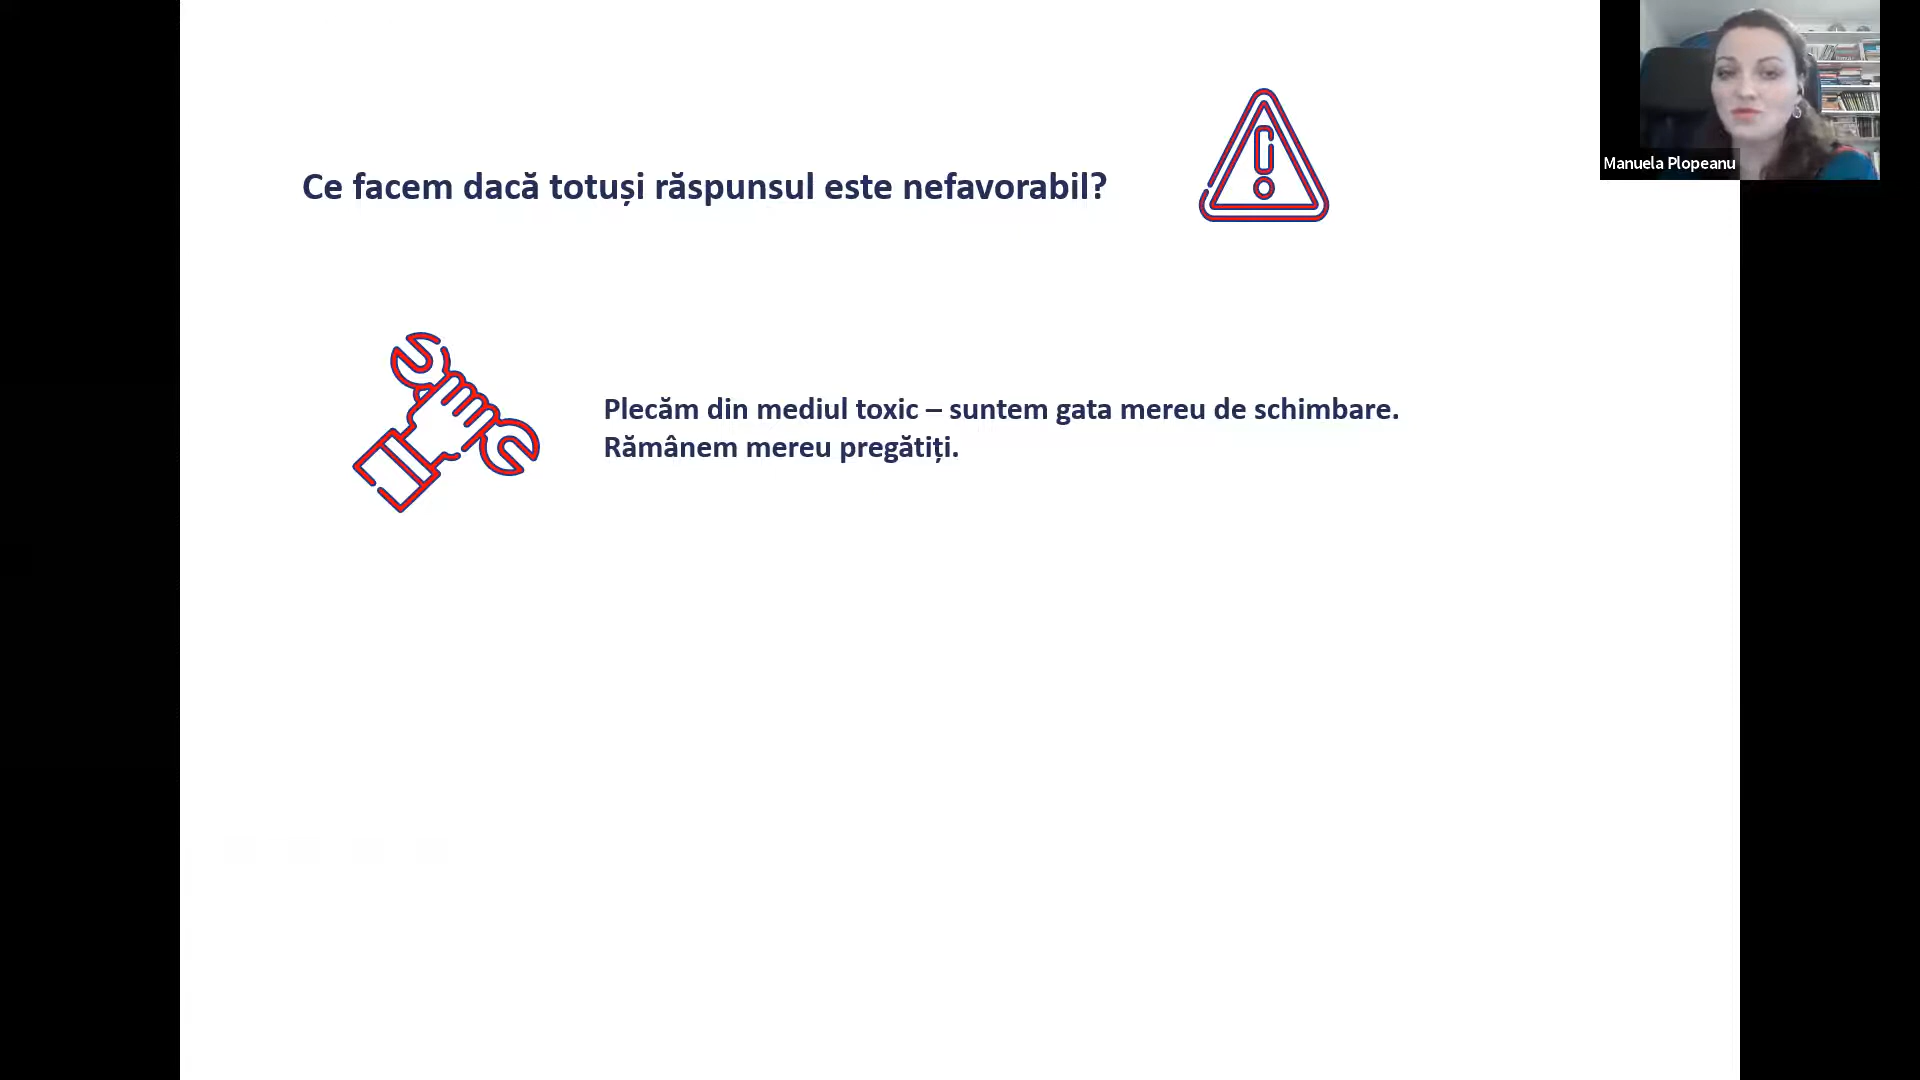 Ce facem dacă totuși răspunsul este nefavorabil?
Manuela Plopeanu
Plecăm din mediul toxic – suntem gata mereu de schimbare.
Rămânem mereu pregătiți.